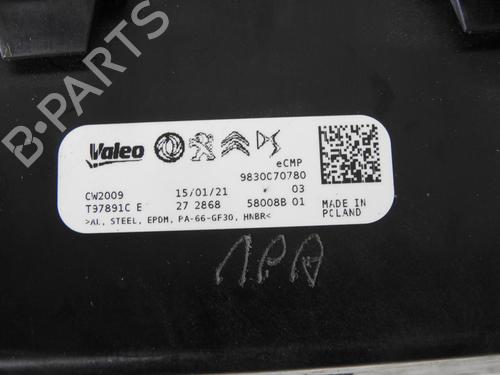 B-PARTS
Valeo
eCMP
9830C70780
CW2009 15/01/21 03
T97891C E 27 2868 58008B 01
MADE IN
POLAND
>AL, STEEL, EPDM, PA-66-GF30, HNBR<